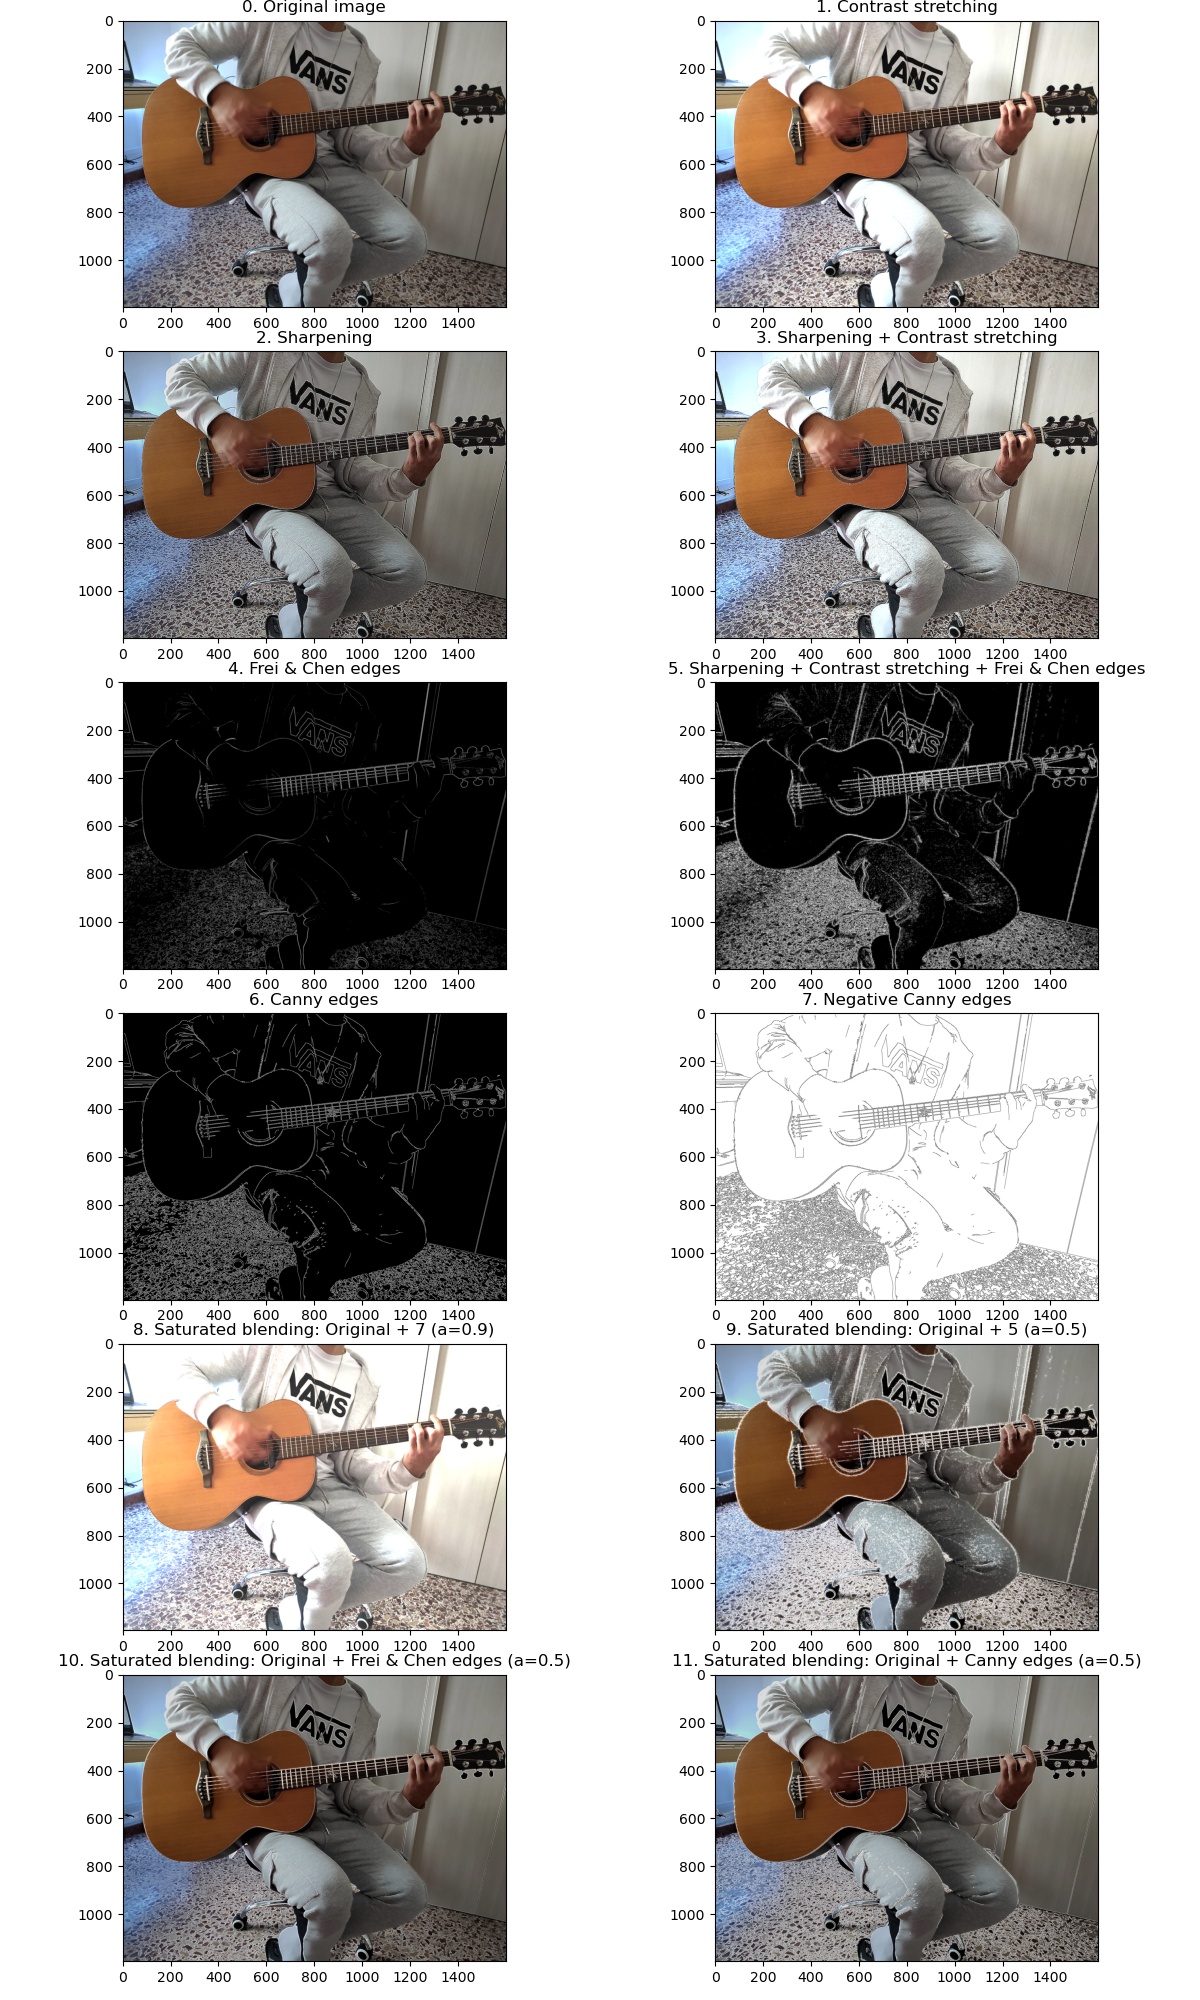 0. Original image
1. Contrast stretching
0
200
400
600
800
1000
VANS
0 200 400 600 800 1000 1200 1400
0
200
400
600
800
1000
VANS
0 200 400 600 800 1000 1200 1400
2. Sharpening
3. Sharpening + Contrast stretching
0
200
400
600
800
1000
VANS
0 200 400 600 800 1000 1200 1400
0
200
400
600
800
1000
VANS
0 200 400 600 800 1000 1200 1400
4. Frei & Chen edges
5. Sharpening + Contrast stretching + Frei & Chen edges
0
200
400
600
800
1000
VANS
0 200 400 600 800 1000 1200 1400
0
200
400
600
800
1000
VANS
0 200 400 600 800 1000 1200 1400
6. Canny edges
7. Negative Canny edges
0
200
400
600
800
1000
VANS
0 200 400 600 800 1000 1200 1400
0
200
400
600
800
1000
VANS
0 200 400 600 800 1000 1200 1400
8. Saturated blending: Original + 7 (a=0.9)
9. Saturated blending: Original + 5 (a=0.5)
0
200
400
600
800
1000
VANS
0 200 400 600 800 1000 1200 1400
0
200
400
600
800
1000
VANS
0 200 400 600 800 1000 1200 1400
10. Saturated blending: Original + Frei & Chen edges (a=0.5)
11. Saturated blending: Original + Canny edges (a=0.5)
0
200
400
600
800
1000
VANS
0 200 400 600 800 1000 1200 1400
0
200
400
600
800
1000
VANS
0 200 400 600 800 1000 1200 1400